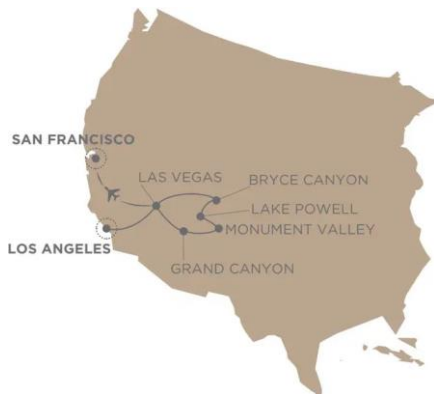 SAN FRANCISCO
LAS VEGAS
BRYCE CANYON
LAKE POWELL
MONUMENT VALLEY
LOS ANGELES
GRAND CANYON